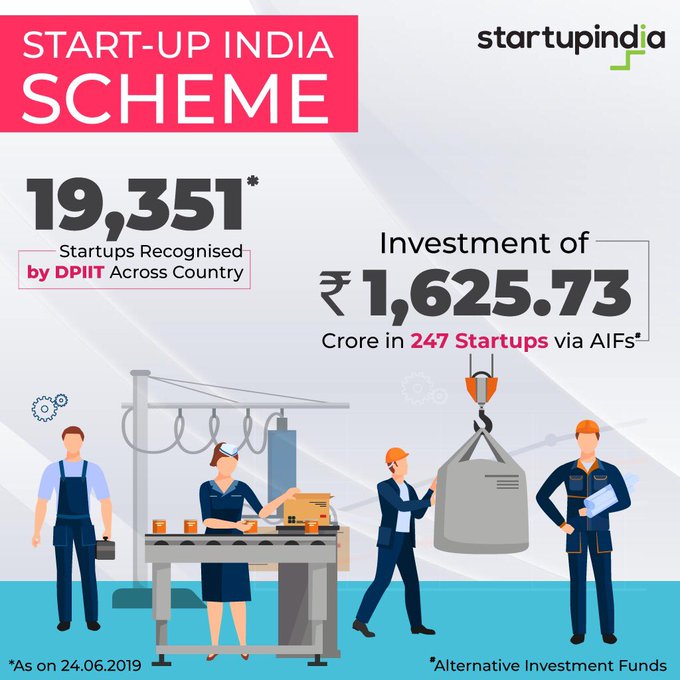 START-UP INDIA
SCHEME
startupindia
19,351*
Startups Recognised
by DPIIT Across Country
Investment of
₹ 1,625.73
Crore in 247 Startups via AIFs#
*As on 24.06.2019
#Alternative Investment Funds